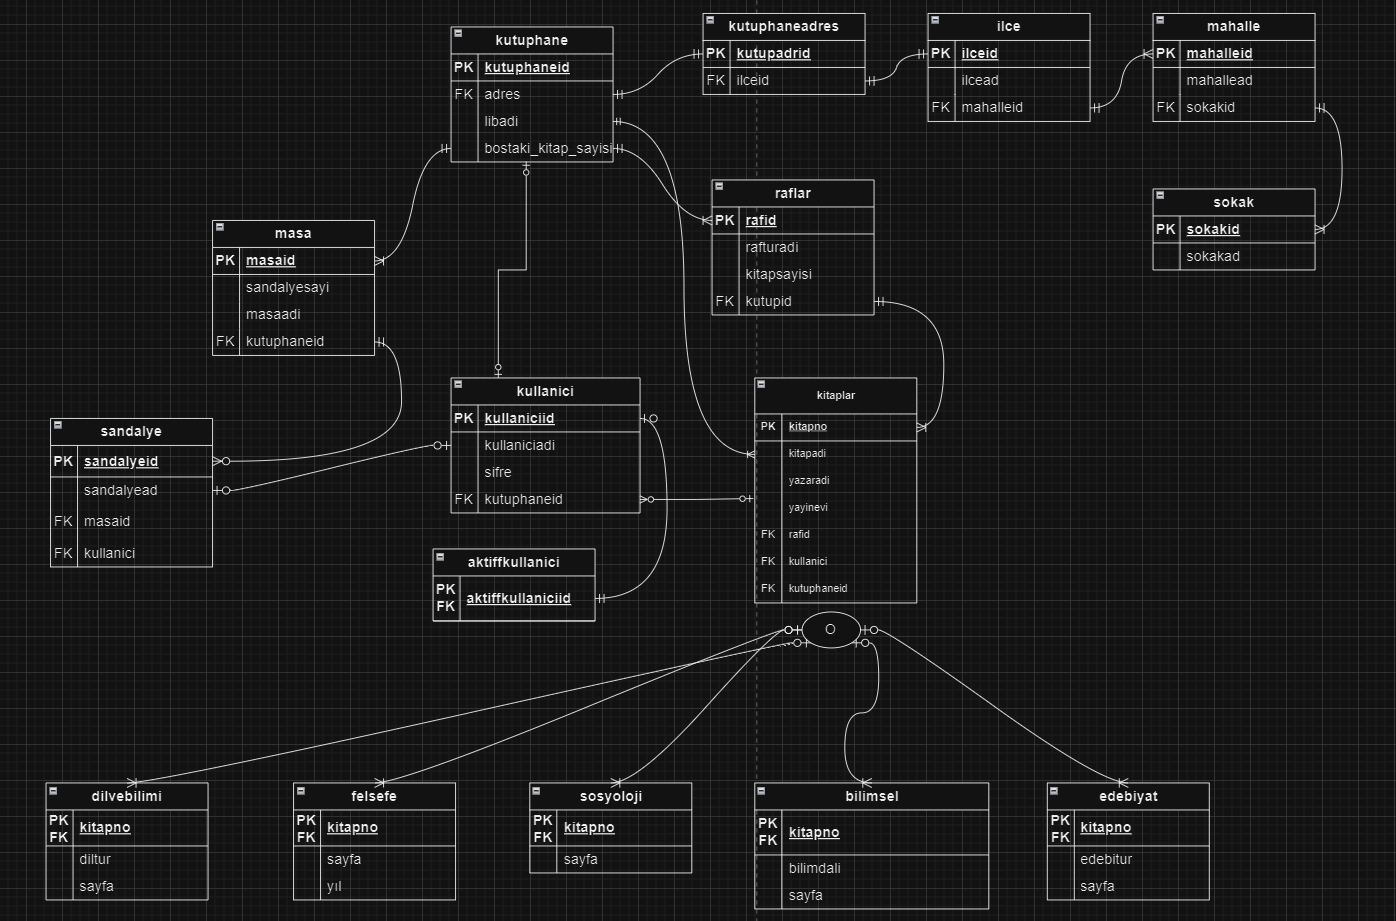 kutuphane
PK kutuphaneid
FK adres
libadi
bostaki_kitap_sayisi
kutuphaneadres
PK kutupadrid
FK ilceid
ilce
PK ilceid
ilcead
FK mahalleid
mahalle
PK mahalleid
mahallead
FK sokakid
sokak
PK sokakid
sokakad
raflar
PK rafid
rafturadi
kitapsayisi
FK kutupid
masa
PK masaid
sandalyesayi
masaadi
FK kutuphaneid
sandalye
PK sandalyeid
sandalyead
FK masaid
FK kullanici
kullanici
PK kullaniciid
kullaniciadi
sifre
FK kutuphaneid
aktiffkullanici
PK
FK aktiffkullaniciid
kitaplar
PK kitapno
kitapadi
yazaradi
yayinevi
FK rafid
FK kullanici
FK kutuphaneid
O
dilvebilimi
PK
FK kitapno
diltur
sayfa
felsefe
PK
FK kitapno
sayfa
yıl
sosyoloji
PK
FK kitapno
sayfa
bilimsel
PK
FK kitapno
bilimdali
sayfa
edebiyat
PK
FK kitapno
edebitur
sayfa